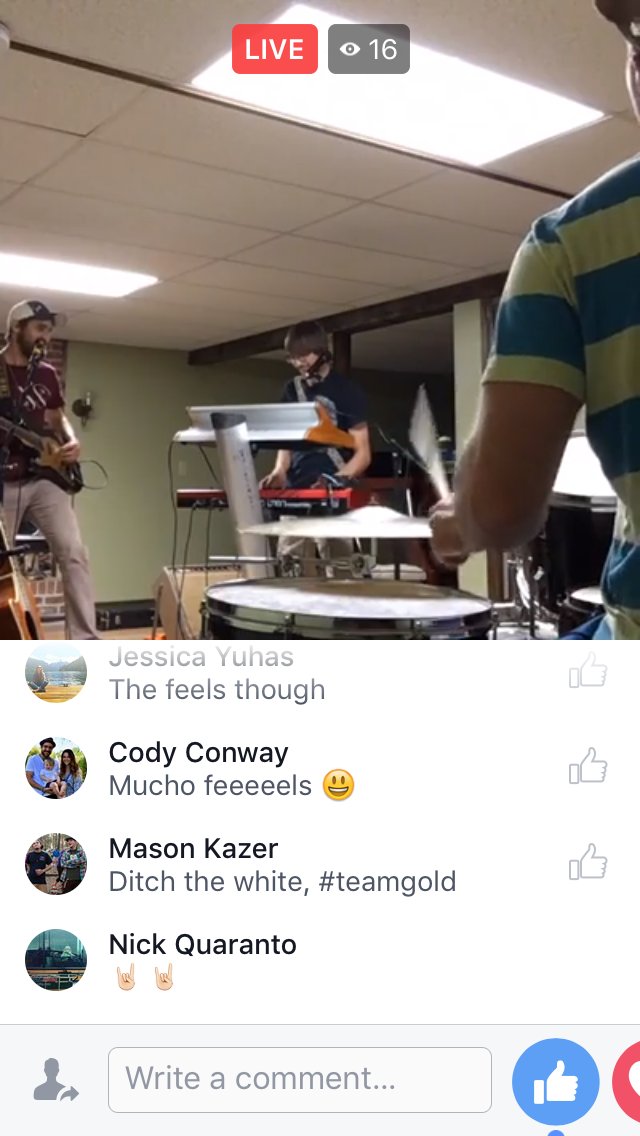 LIVE
16
Jessica Yuhas
The feels though
Cody Conway
Mucho feeeeels 😃
Mason Kazer
Ditch the white, #teamgold
Nick Quaranto
🤘🏻 🤘🏻
Write a comment...